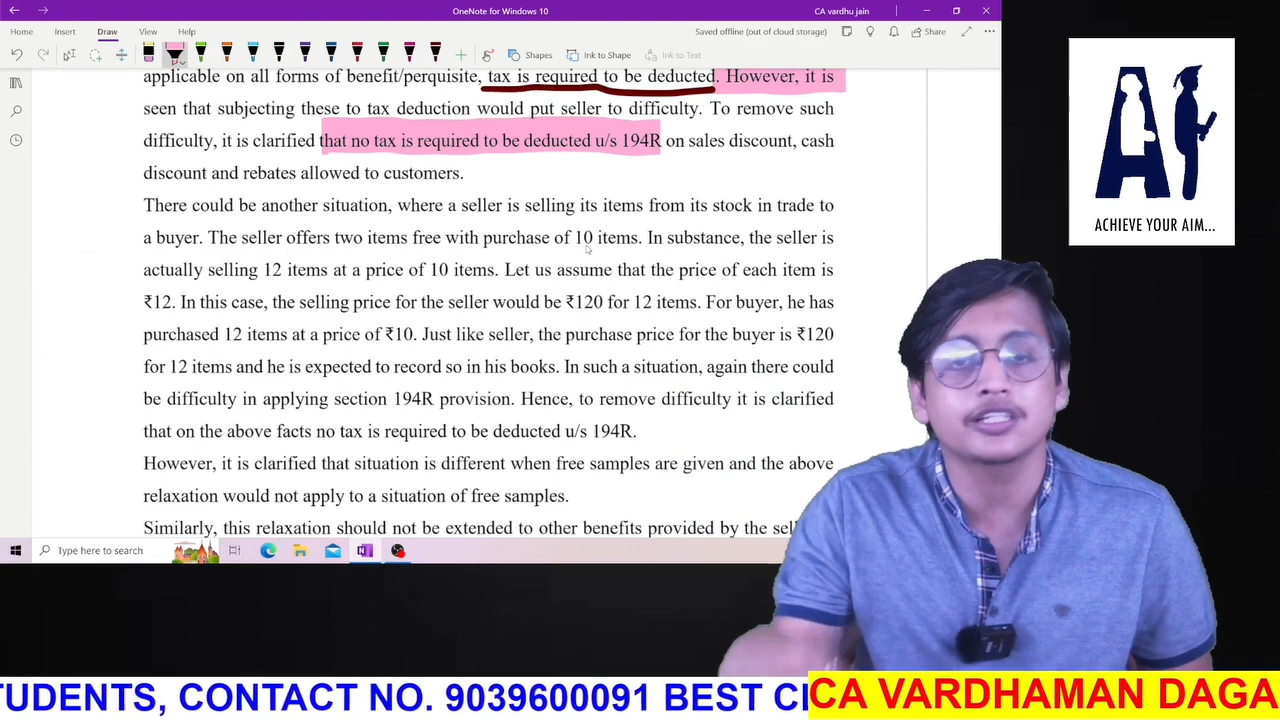 OneNote for Windows 10
CA vardhu jain
Home Insert Draw View Help
Saved offline (out of cloud storage)
Share
Shapes
Ink to Shape
Ink to Text
applicable on all forms of benefit/perquisite, tax is required to be deducted. However, it is
seen that subjecting these to tax deduction would put seller to difficulty. To remove such
difficulty, it is clarified that no tax is required to be deducted u/s 194R on sales discount, cash
discount and rebates allowed to customers.
There could be another situation, where a seller is selling its items from its stock in trade to
a buyer. The seller offers two items free with purchase of 10 items. In substance, the seller is
actually selling 12 items at a price of 10 items. Let us assume that the price of each item is
₹12. In this case, the selling price for the seller would be ₹120 for 12 items. For buyer, he has
purchased 12 items at a price of ₹10. Just like seller, the purchase price for the buyer is ₹120
for 12 items and he is expected to record so in his books. In such a situation, again there could
be difficulty in applying section 194R provision. Hence, to remove difficulty it is clarified
that on the above facts no tax is required to be deducted u/s 194R.
However, it is clarified that situation is different when free samples are given and the above
relaxation would not apply to a situation of free samples.
Similarly, this relaxation should not be extended to other benefits provided by the sell
Type here to search
ACHIEVE YOUR AIM...
TUDENTS, CONTACT NO. 9039600091 BEST
CA VARDHAMAN DAGA